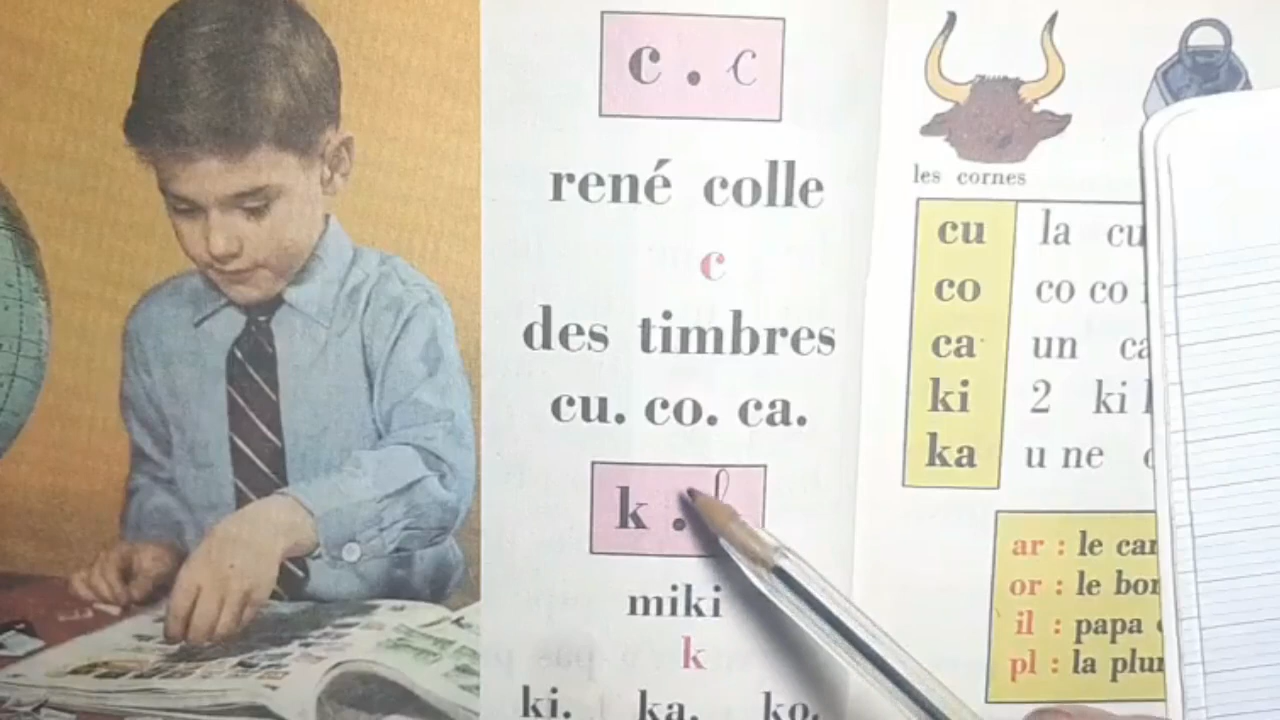 c . c
rené colle
c
des timbres
cu. co. ca.
k .
miki
k
ki. ka. ko.
les cornes
cu la
co co co
ca un
ki 2 ki
ka u ne
ar : le
or : le
il : papa
pl : la